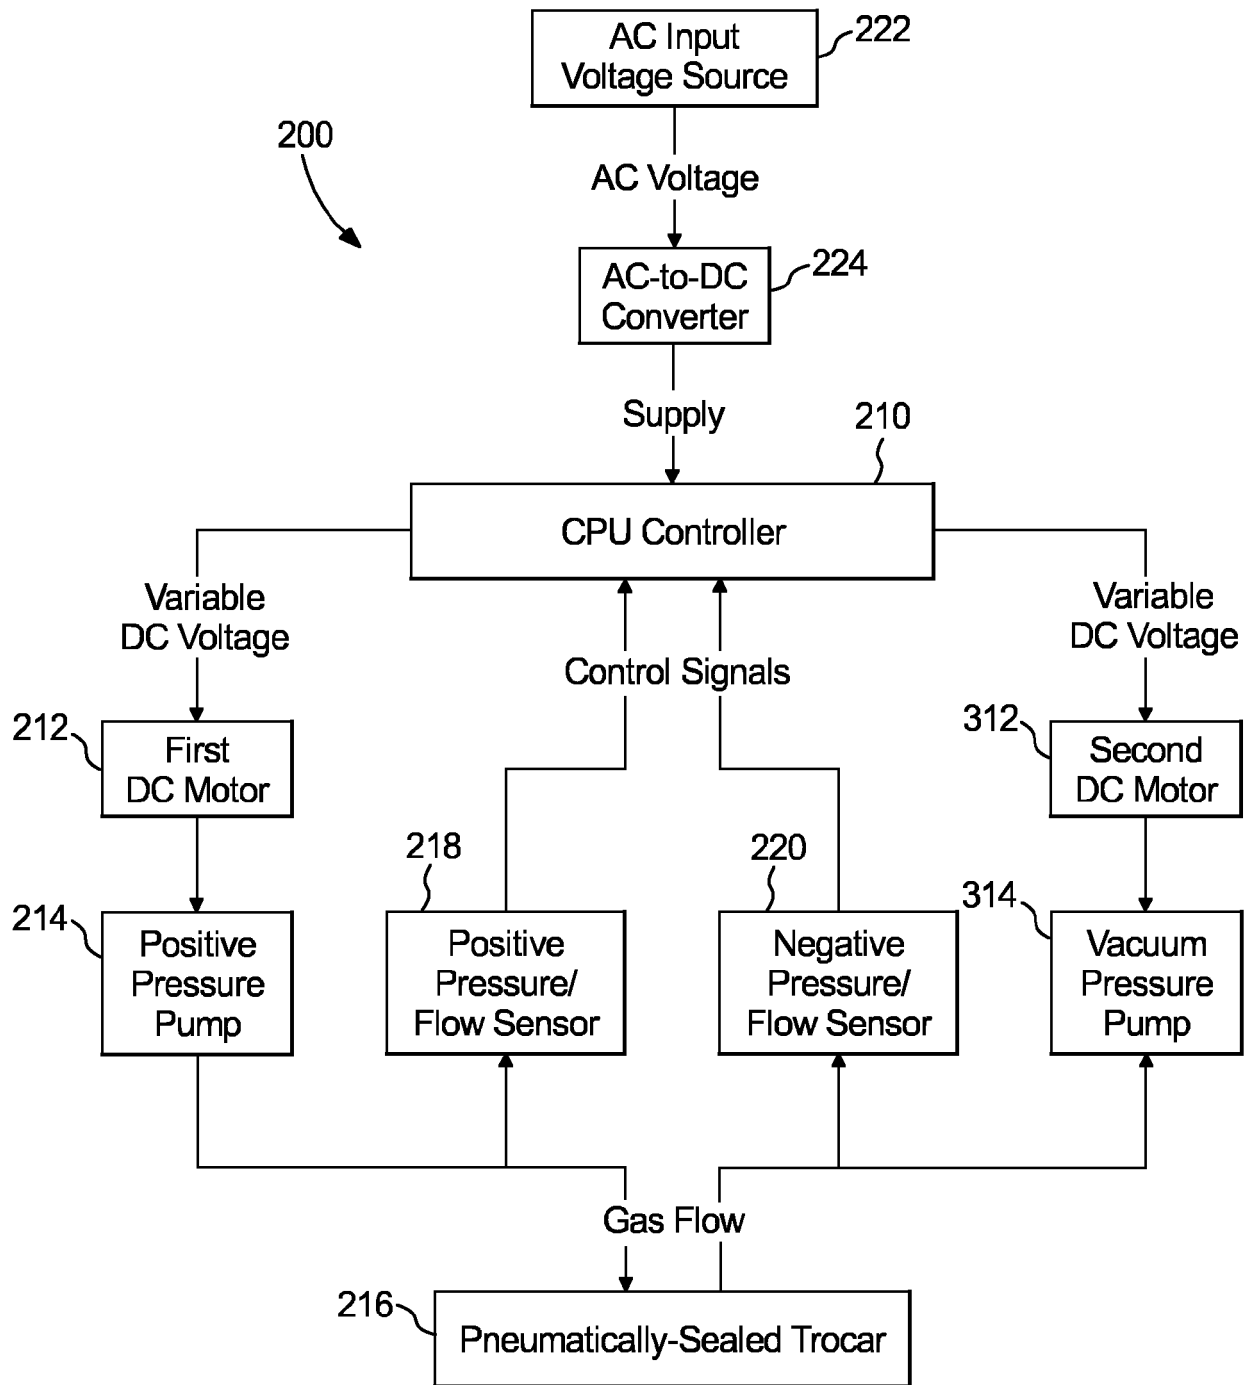 AC Input
Voltage Source
222
200
AC Voltage
AC-to-DC
Converter
224
Supply
210
CPU Controller
Variable
DC Voltage
Variable
DC Voltage
Control Signals
212
First
DC Motor
312
Second
DC Motor
218
220
214
Positive
Pressure
Pump
Positive
Pressure/
Flow Sensor
Negative
Pressure/
Flow Sensor
314
Vacuum
Pressure
Pump
Gas Flow
216
Pneumatically-Sealed Trocar